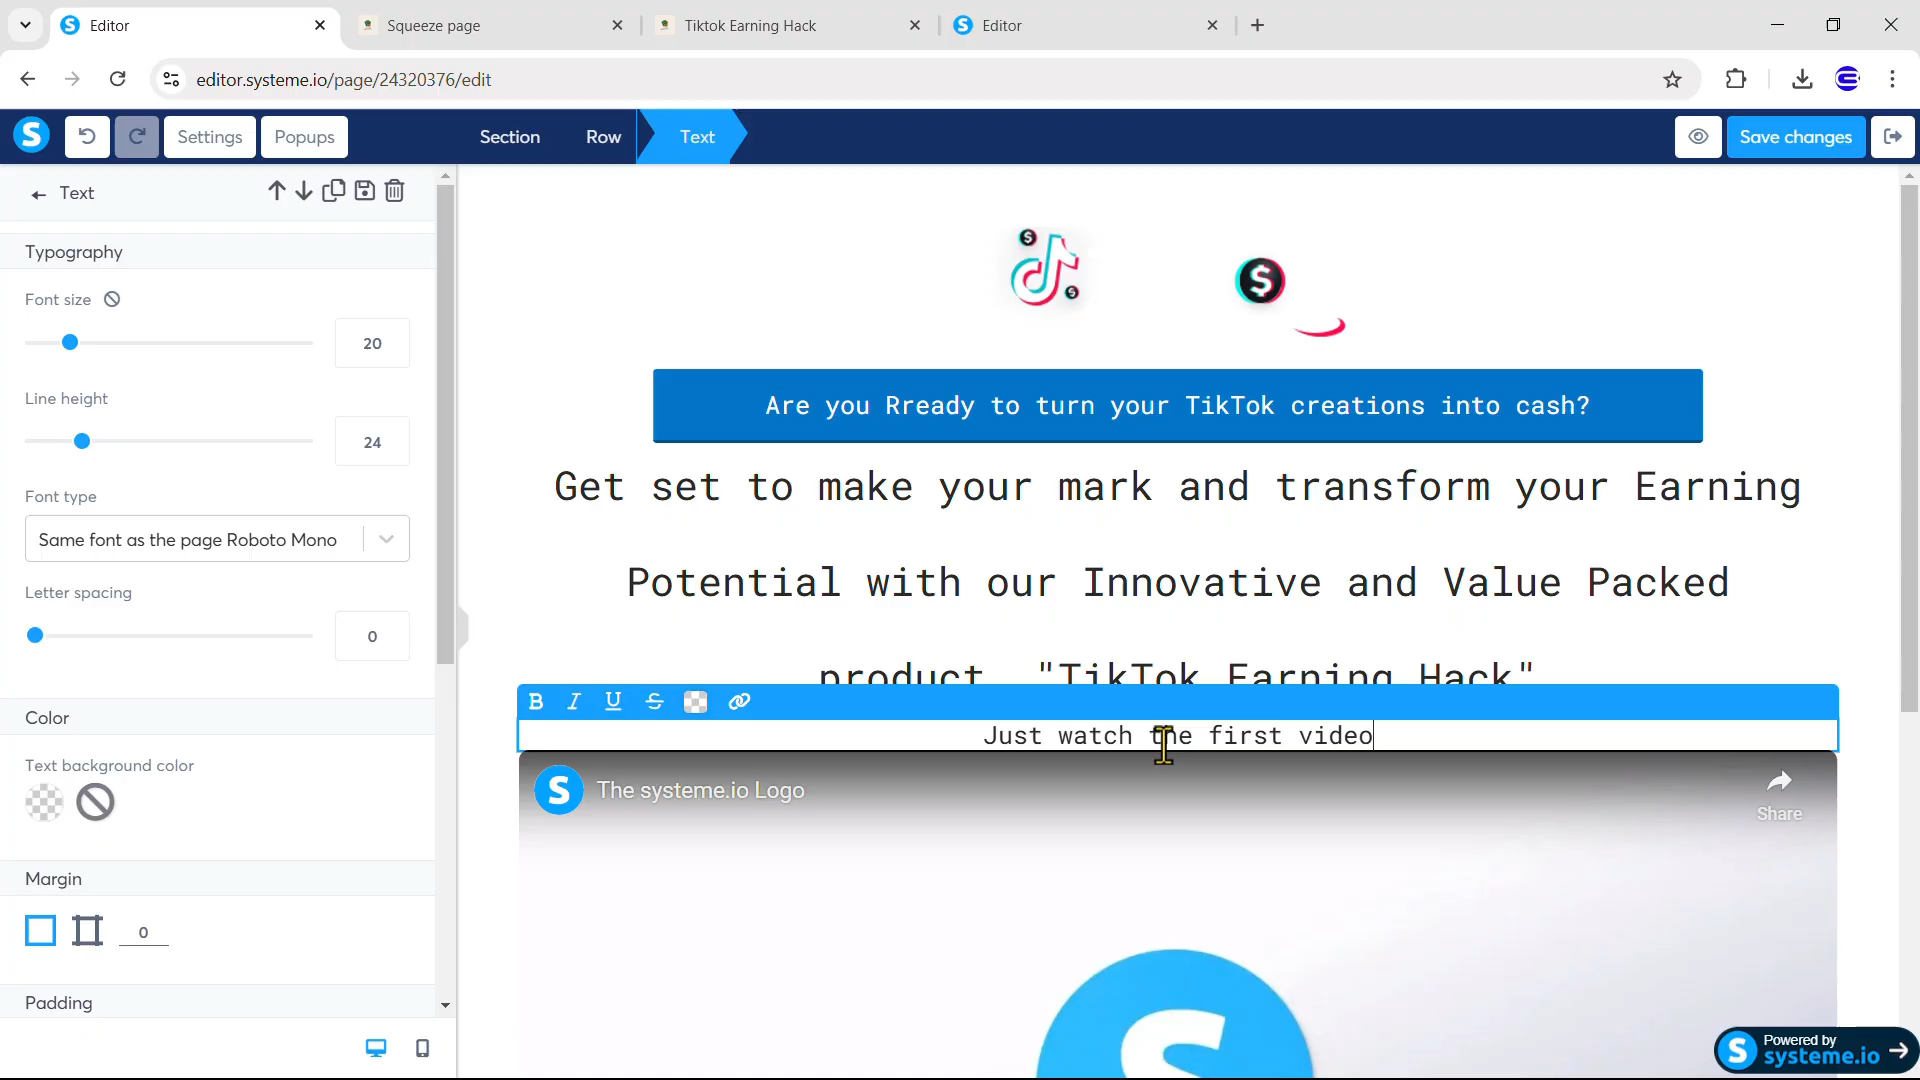 Editor
Squeeze page
Tiktok Earning Hack
Editor
editor.systeme.io/page/24320376/edit
Settings
Popups
Section
Row
Text
Save changes
Text
Typography
Font size
20
Line height
24
Font type
Same font as the page Roboto Mono
Letter spacing
0
Color
Text background color
Margin
0
Padding
Are you Rready to turn your TikTok creations into cash?
Get set to make your mark and transform your Earning
Potential with our Innovative and Value Packed
product "TikTok Earning Hack"
B I U S
Just watch the first video
The systeme.io Logo
Share
Powered by
systeme.io